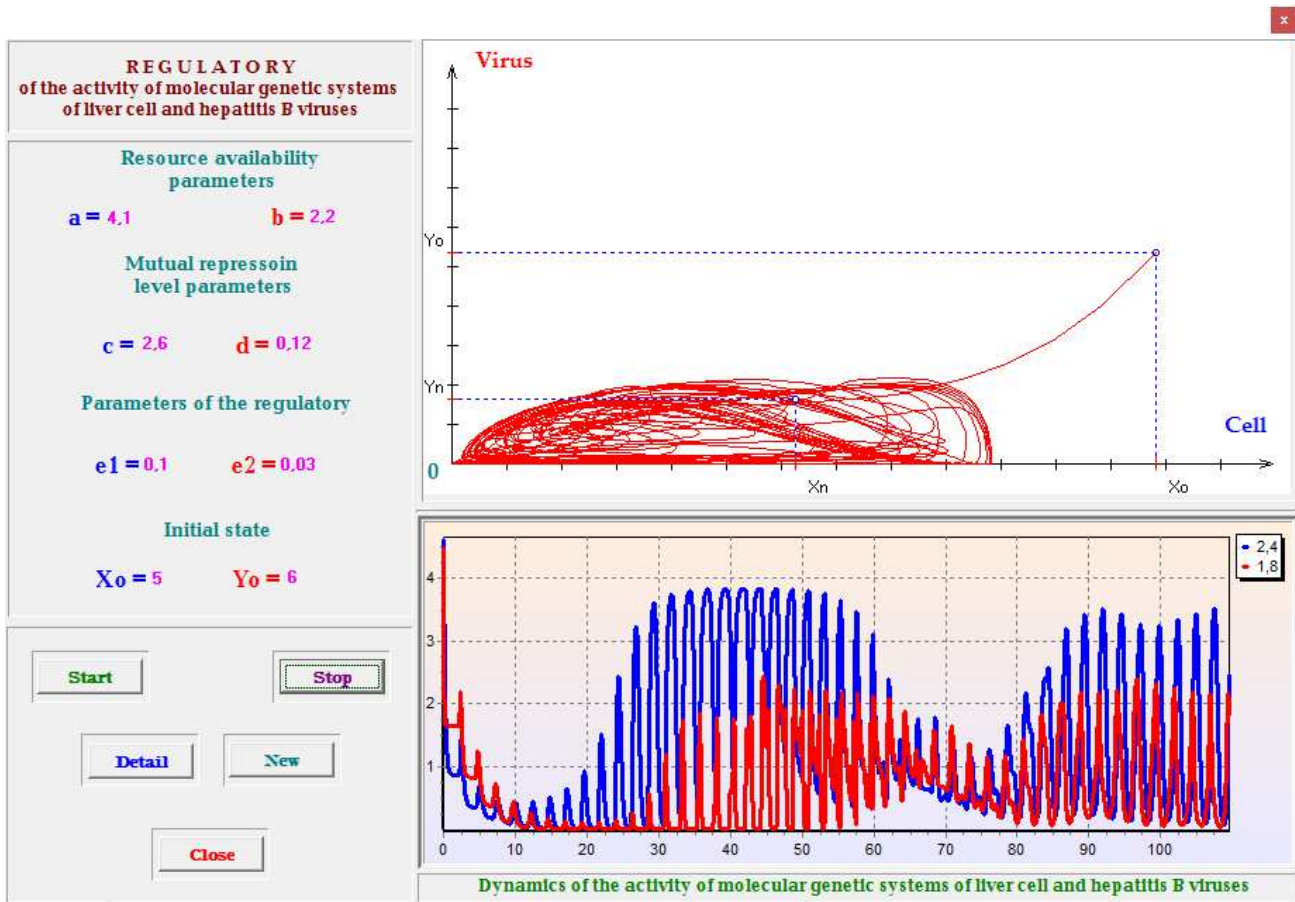 x
REGULATORY
of the activity of molecular genetic systems
of liver cell and hepatitis B viruses
Resource availability
parameters
a = 4,1 b = 2,2
Mutual repressoin
level parameters
c = 2,6 d = 0,12
Parameters of the regulatory
e1 = 0,1 e2 = 0,03
Initial state
Xo = 5 Yo = 6
Start Stop
Detail New
Close
Virus
Yo
Yn
Cell
0
Xn Xo
2,4
1,8
4
3
2
1
0 10 20 30 40 50 60 70 80 90 100
Dynamics of the activity of molecular genetic systems of liver cell and hepatitis B viruses